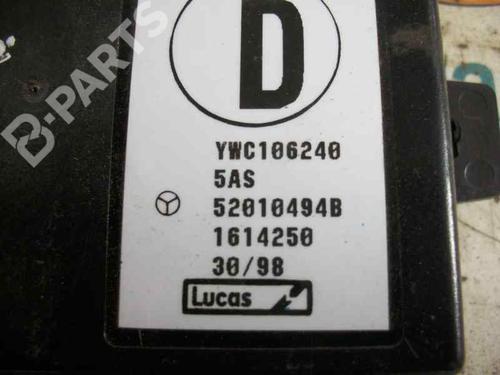 D
YWC106240
5AS
52010494B
1614250
30/98
Lucas
B-PARTS